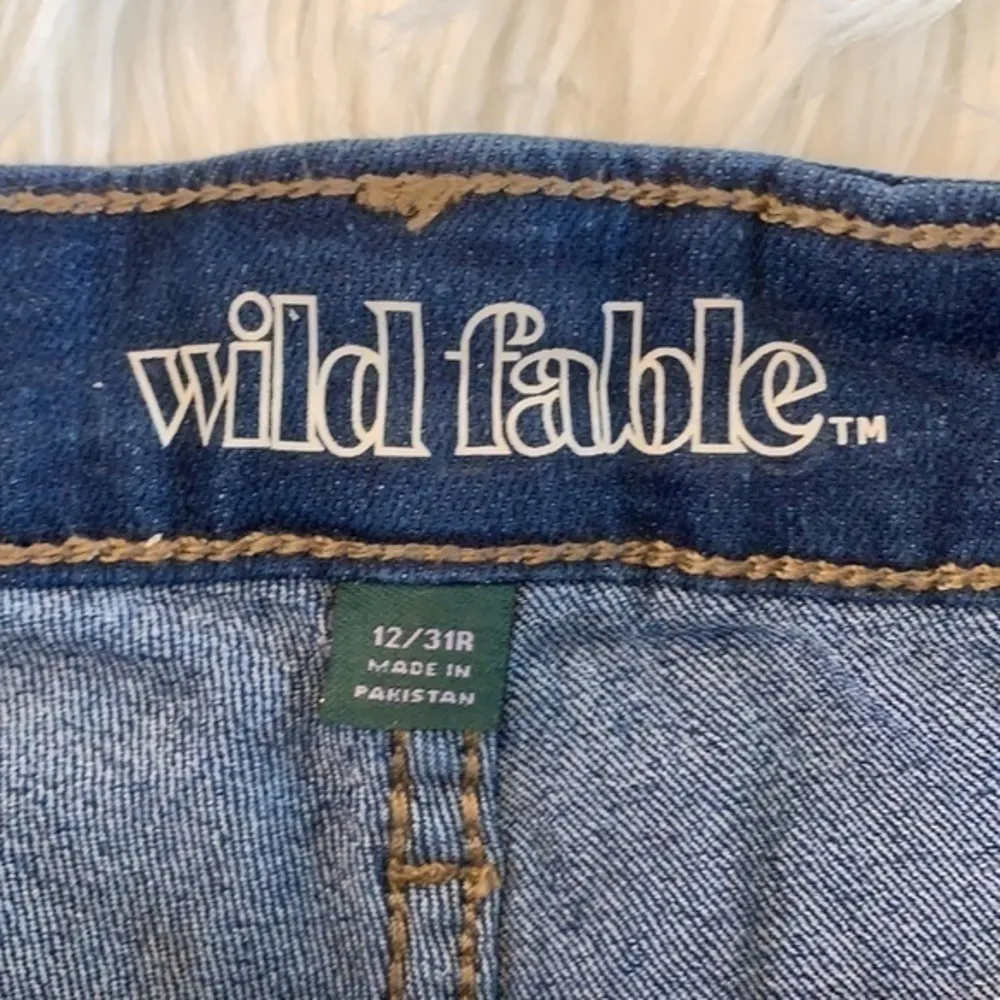 wild fable™
12/31R
MADE IN
PAKISTAN